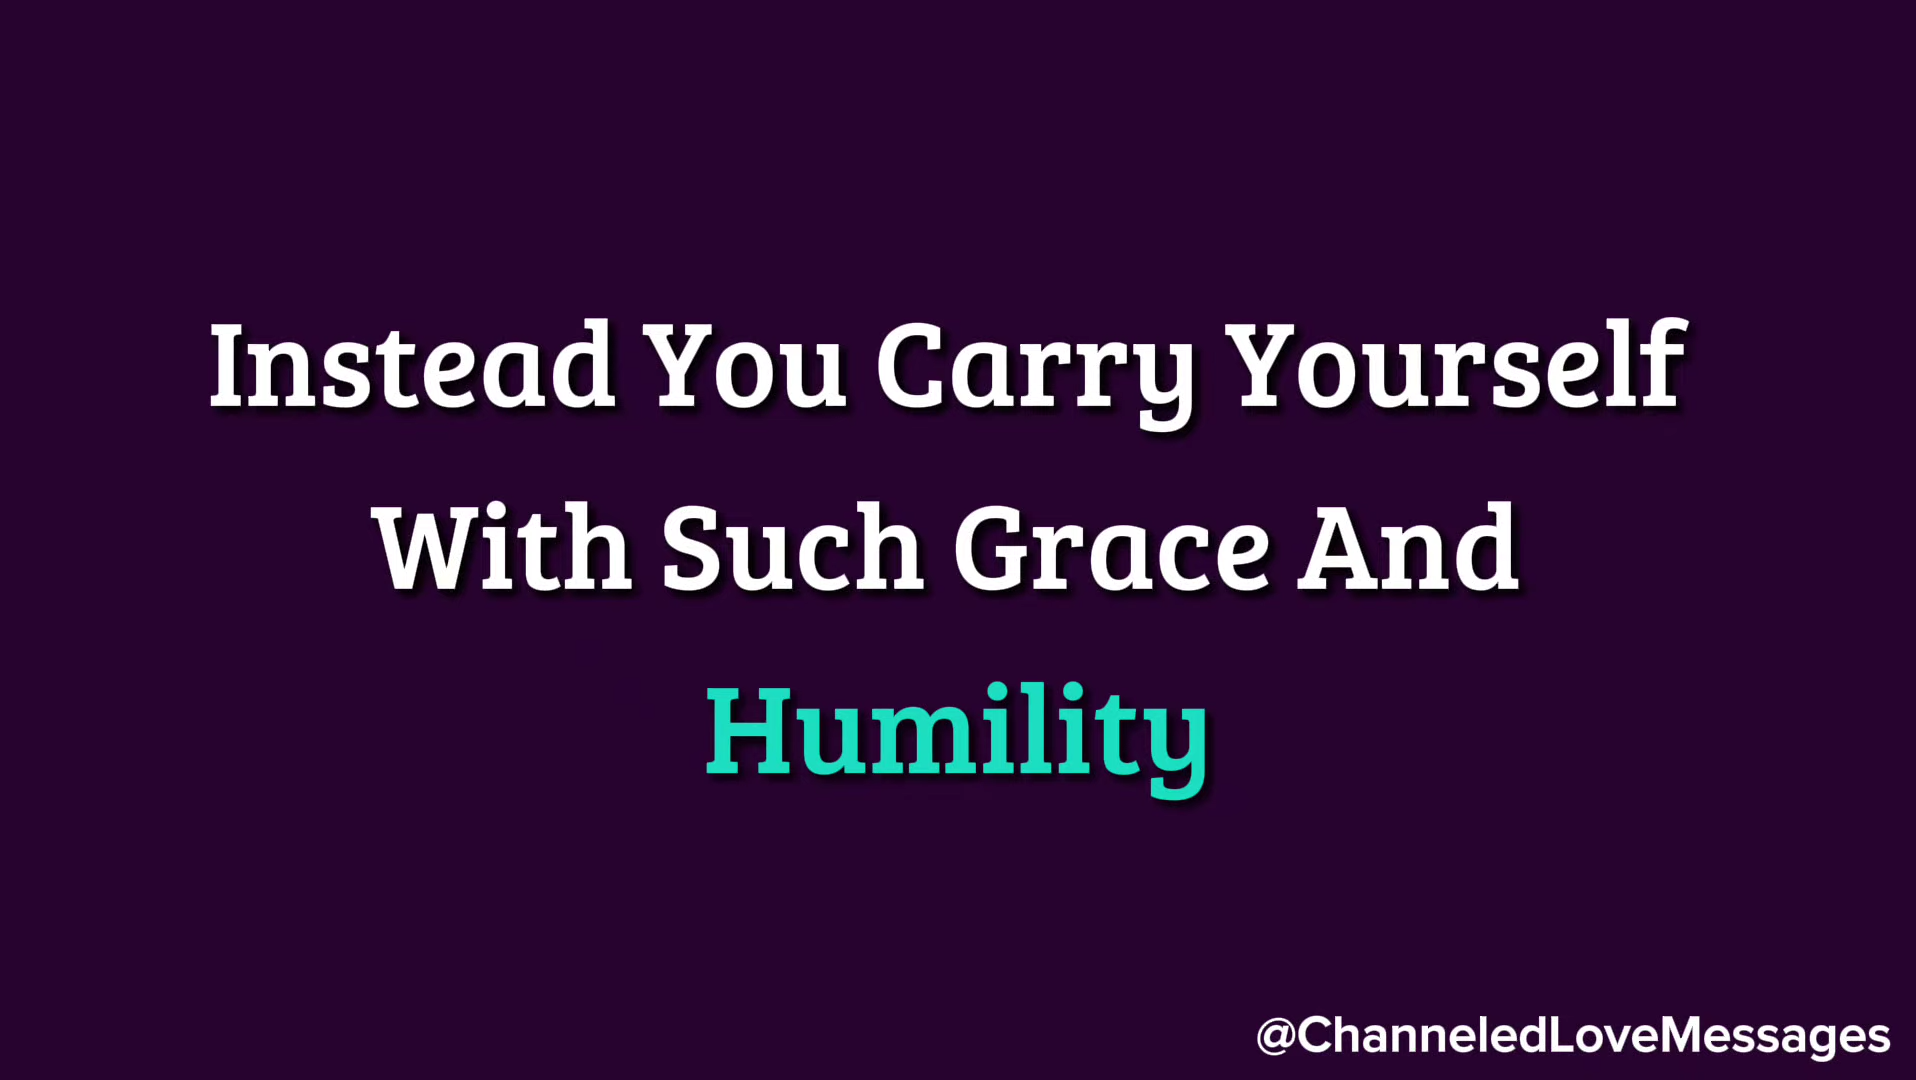 Instead You Carry Yourself
With Such Grace And
Humility
@ChanneledLoveMessages